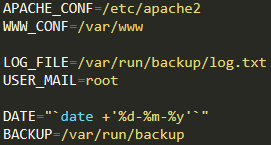 APACHE_CONF=/etc/apache2
WWW_CONF=/var/www
LOG_FILE=/var/run/backup/log.txt
USER_MAIL=root
DATE="`date +'%d-%m-%y'`"
BACKUP=/var/run/backup